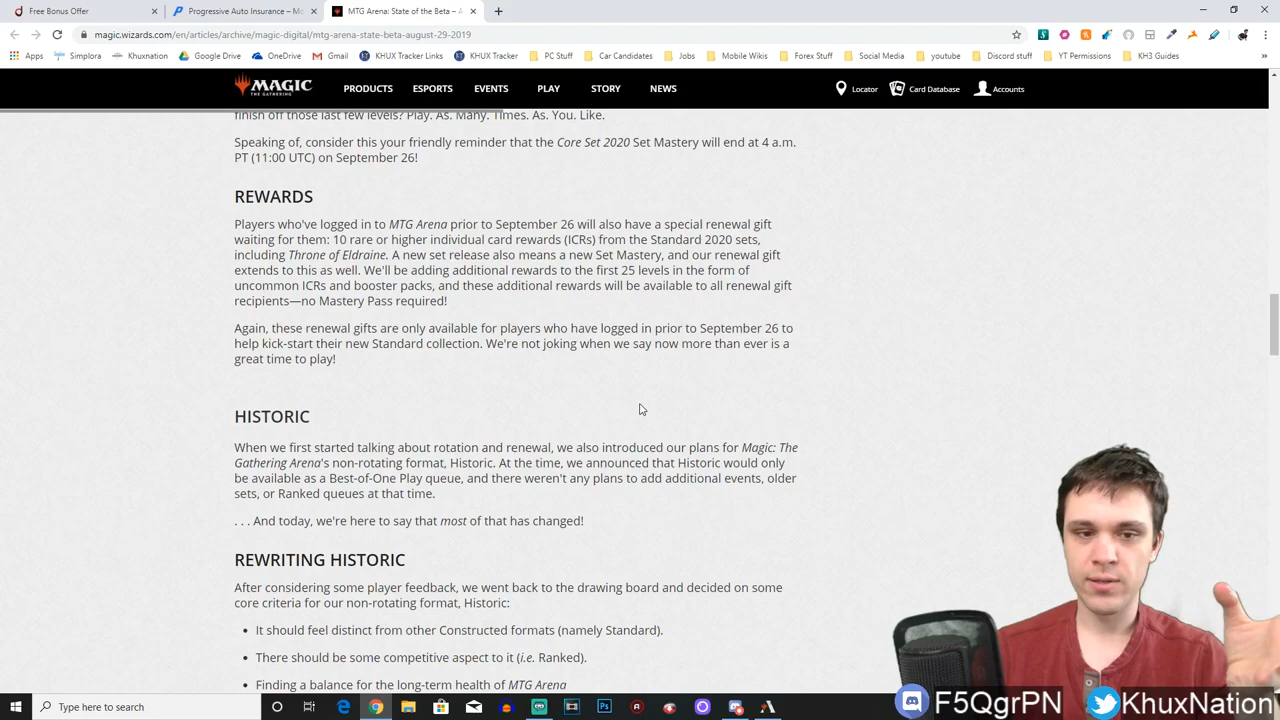 Free Bonus Offer
Progressive Auto Insurance – Mo
MTG Arena: State of the Beta – A
magic.wizards.com/en/articles/archive/magic-digital/mtg-arena-state-beta-august-29-2019
Apps Simplora Khuxnation Google Drive OneDrive Gmail KHUX Tracker Links KHUX Tracker PC Stuff Car Candidates Jobs Mobile Wikis Forex Stuff Social Media youtube Discord stuff YT Permissions KH3 Guides »
MAGIC THE GATHERING PRODUCTS ESPORTS EVENTS PLAY STORY NEWS Locator Card Database Accounts
finish off those last few levels? Play. As. Many. Times. As. You. Like.
Speaking of, consider this your friendly reminder that the Core Set 2020 Set Mastery will end at 4 a.m.
PT (11:00 UTC) on September 26!
REWARDS
Players who've logged in to MTG Arena prior to September 26 will also have a special renewal gift
waiting for them: 10 rare or higher individual card rewards (ICRs) from the Standard 2020 sets,
including Throne of Eldraine. A new set release also means a new Set Mastery, and our renewal gift
extends to this as well. We'll be adding additional rewards to the first 25 levels in the form of
uncommon ICRs and booster packs, and these additional rewards will be available to all renewal gift
recipients—no Mastery Pass required!
Again, these renewal gifts are only available for players who have logged in prior to September 26 to
help kick-start their new Standard collection. We're not joking when we say now more than ever is a
great time to play!
HISTORIC
When we first started talking about rotation and renewal, we also introduced our plans for Magic: The
Gathering Arena's non-rotating format, Historic. At the time, we announced that Historic would only
be available as a Best-of-One Play queue, and there weren't any plans to add additional events, older
sets, or Ranked queues at that time.
. . . And today, we're here to say that most of that has changed!
REWRITING HISTORIC
After considering some player feedback, we went back to the drawing board and decided on some
core criteria for our non-rotating format, Historic:
• It should feel distinct from other Constructed formats (namely Standard).
• There should be some competitive aspect to it (i.e. Ranked).
• Finding a balance for the long-term health of MTG Arena
Type here to search
F5QgrPN KhuxNation